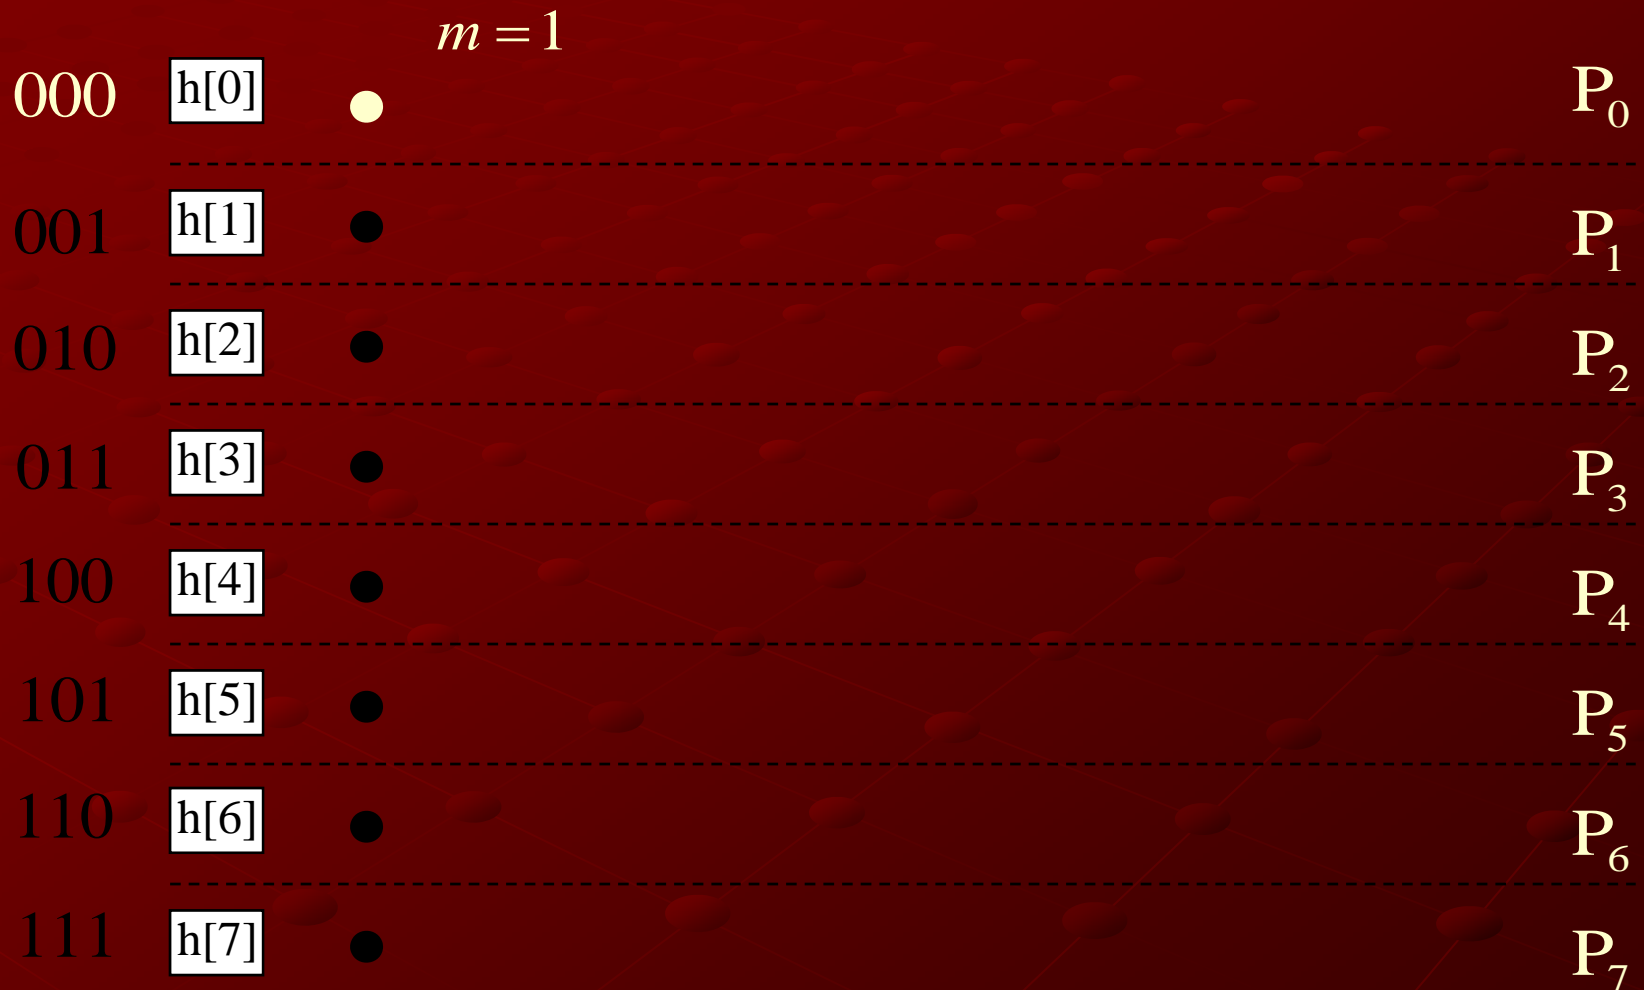 m = 1
000 h[0] P₀
001 h[1] P₁
010 h[2] P₂
011 h[3] P₃
100 h[4] P₄
101 h[5] P₅
110 h[6] P₆
111 h[7] P₇